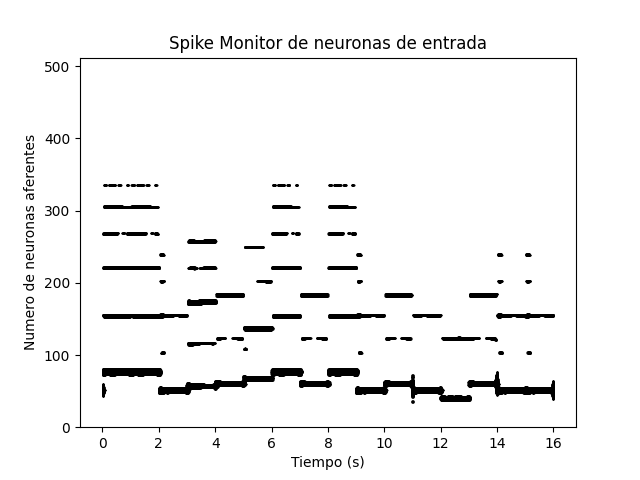 Spike Monitor de neuronas de entrada
500
400
300
200
100
0
Numero de neuronas aferentes
0 2 4 6 8 10 12 14 16
Tiempo (s)